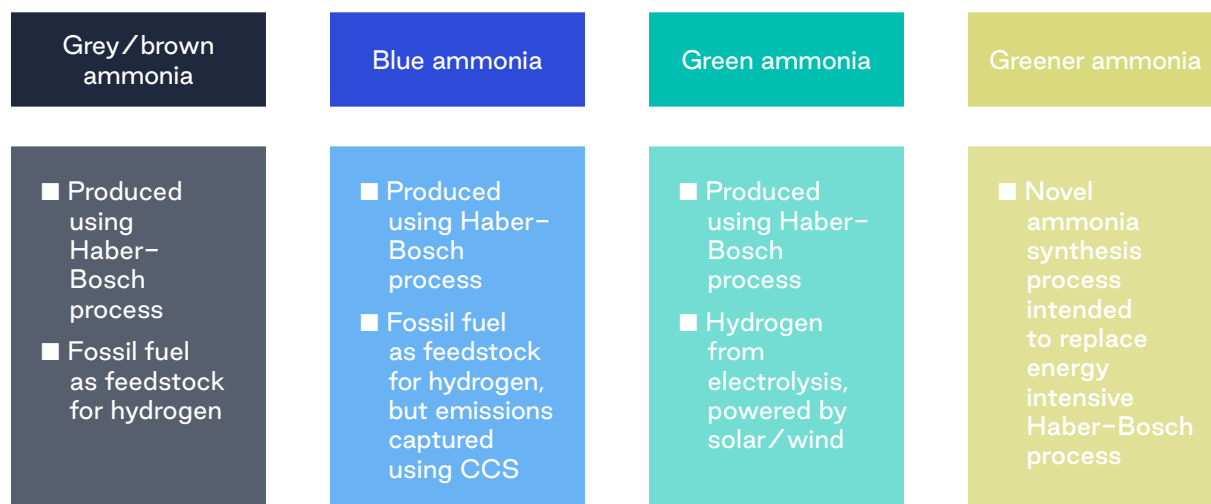 Grey/brown
ammonia
Produced
using
Haber–
Bosch
process
Fossil fuel
as feedstock
for hydrogen
Blue ammonia
Produced
using Haber–
Bosch
process
Fossil fuel
as feedstock
for hydrogen,
but emissions
captured
using CCS
Green ammonia
Produced
using Haber–
Bosch
process
Hydrogen
from
electrolysis,
powered by
solar/wind
Greener ammonia
Novel
ammonia
synthesis
process
intended
to replace
energy
intensive
Haber–Bosch
process